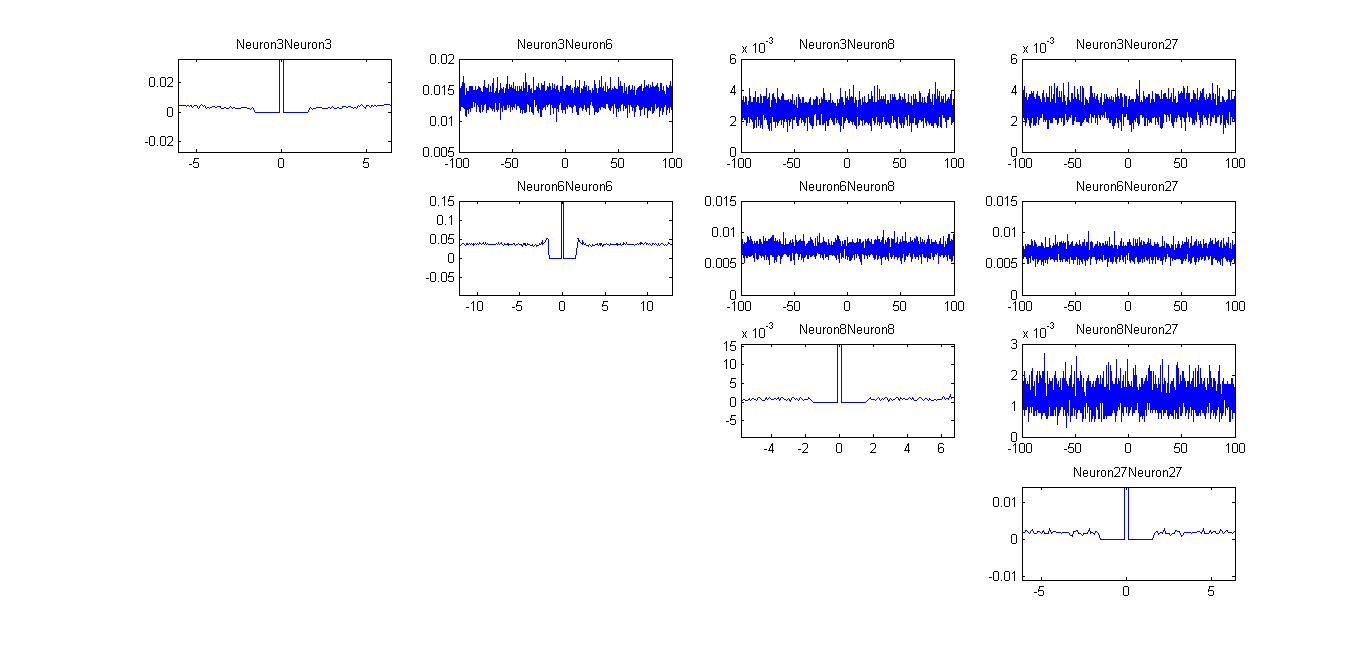 Neuron3Neuron3 Neuron3Neuron6 Neuron3Neuron8 Neuron3Neuron27
0.02 0 -0.02 -5 0 5
0.02 0.015 0.01 0.005 -100 -50 0 50 100
x 10-3 6 4 2 0 -100 -50 0 50 100
x 10-3 6 4 2 0 -100 -50 0 50 100
Neuron6Neuron6 Neuron6Neuron8 Neuron6Neuron27
0.15 0.1 0.05 0 -0.05 -10 -5 0 5 10
0.015 0.01 0.005 0 -100 -50 0 50 100
0.015 0.01 0.005 0 -100 -50 0 50 100
Neuron8Neuron8 Neuron8Neuron27
x 10-3 15 10 5 0 -5 -4 -2 0 2 4 6
x 10-3 3 2 1 0 -100 -50 0 50 100
Neuron27Neuron27
0.01 0 -0.01 -5 0 5